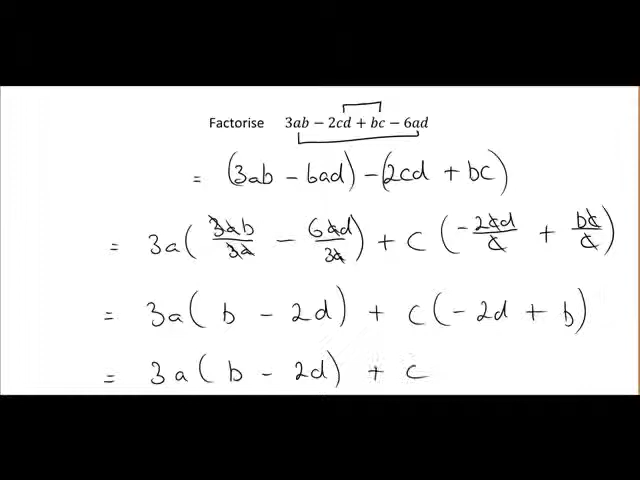 Factorise 3ab − 2cd + bc − 6ad
= (3ab − 6ad) − (2cd + bc)
= 3a( 3ab/3a − 6ad/3a ) + c( −2cd/c + bc/c )
= 3a( b − 2d ) + c( −2d + b )
= 3a( b − 2d ) + c